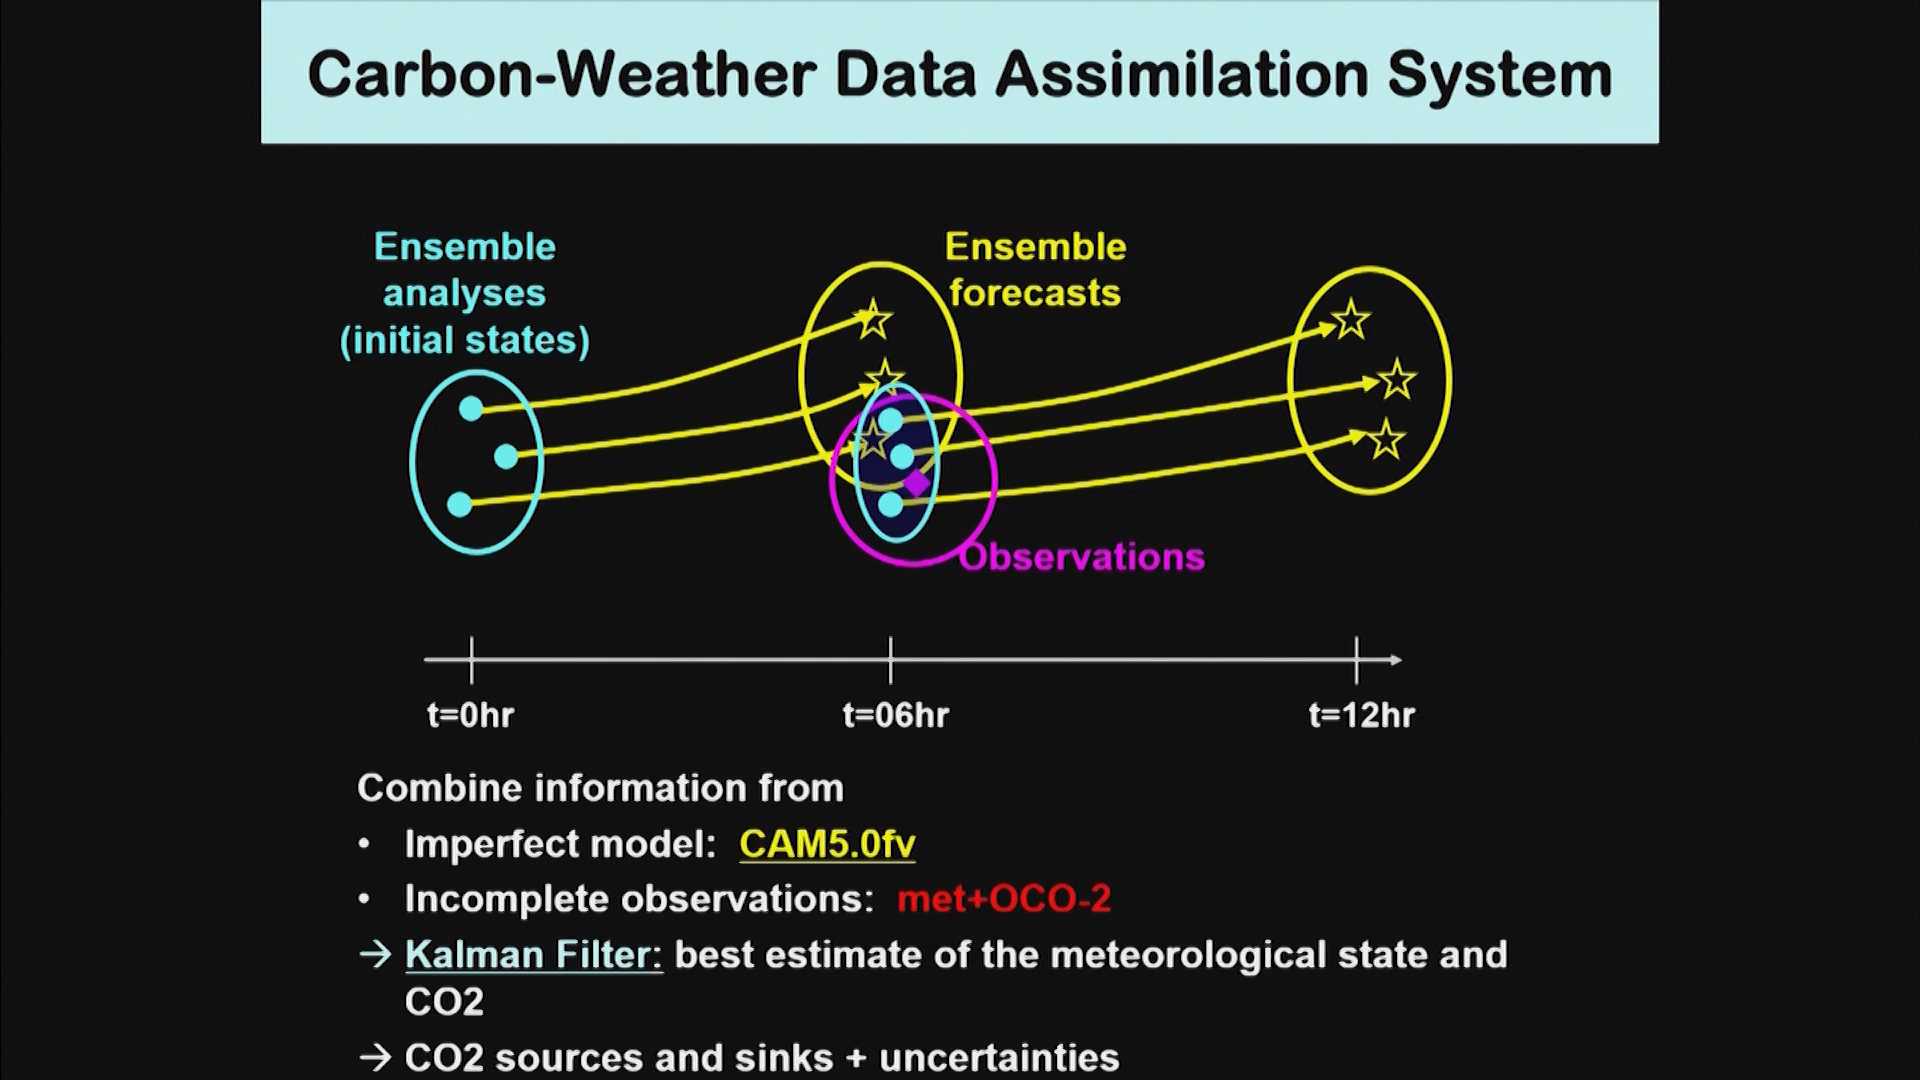 Carbon-Weather Data Assimilation System
Ensemble
analyses
(initial states)
Ensemble
forecasts
Observations
t=0hr
t=06hr
t=12hr
Combine information from
• Imperfect model: CAM5.0fv
• Incomplete observations: met+OCO-2
→ Kalman Filter: best estimate of the meteorological state and
CO2
→ CO2 sources and sinks + uncertainties